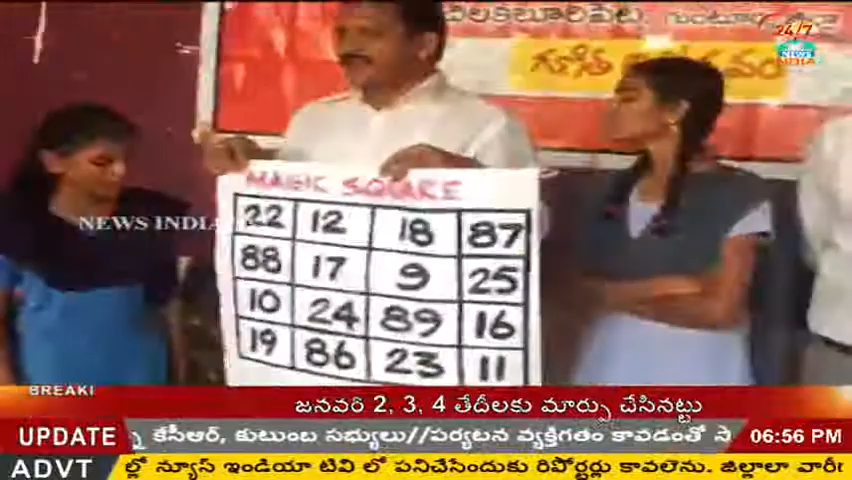 చిలకలూరిపేట, గుంటూరు
24/7
NEWS
INDIA
MAGIC SQUARE
22 12 18 87
88 17 9 25
10 24 89 16
19 86 23 11
NEWS INDIA
BREAKI
జనవరి 2, 3, 4 తేదీలకు మార్పు చేసినట్టు
UPDATE
కేసీఆర్, కుటుంబ సభ్యులు//పర్యటన వ్యక్తిగతం కావడంతో
06:56 PM
ADVT
ల్లో న్యూస్ ఇండియా టివి లో పనిచేసేందుకు రిపోర్టర్లు కావలెను. జిల్లాల